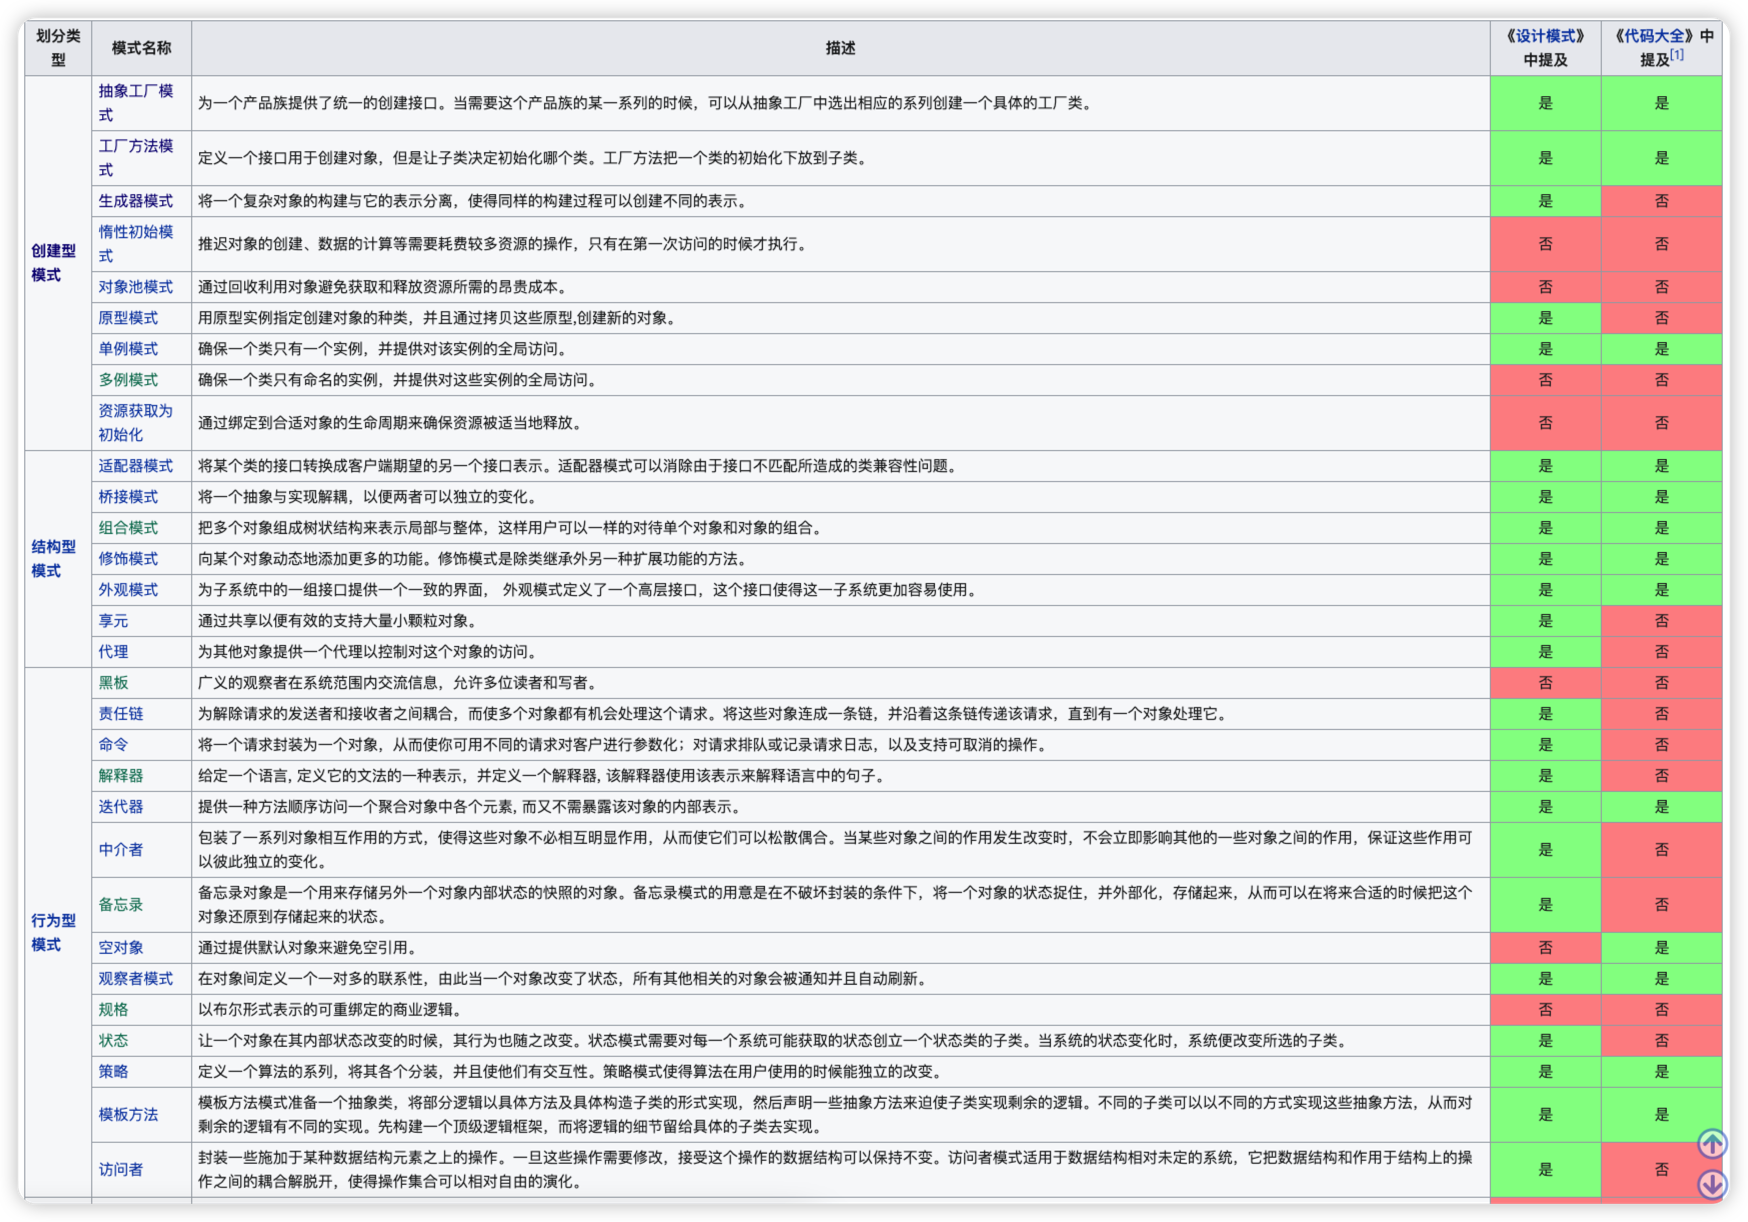 划分类型
模式名称
描述
《设计模式》中提及
《代码大全》中提及[1]
创建型模式
抽象工厂模式
为一个产品族提供了统一的创建接口。当需要这个产品族的某一系列的时候，可以从抽象工厂中选出相应的系列创建一个具体的工厂类。
是
是
工厂方法模式
定义一个接口用于创建对象，但是让子类决定初始化哪个类。工厂方法把一个类的初始化下放到子类。
是
是
生成器模式
将一个复杂对象的构建与它的表示分离，使得同样的构建过程可以创建不同的表示。
是
否
惰性初始模式
推迟对象的创建、数据的计算等需要耗费较多资源的操作，只有在第一次访问的时候才执行。
否
否
对象池模式
通过回收利用对象避免获取和释放资源所需的昂贵成本。
否
否
原型模式
用原型实例指定创建对象的种类，并且通过拷贝这些原型,创建新的对象。
是
否
单例模式
确保一个类只有一个实例，并提供对该实例的全局访问。
是
是
多例模式
确保一个类只有命名的实例，并提供对这些实例的全局访问。
否
否
资源获取为初始化
通过绑定到合适对象的生命周期来确保资源被适当地释放。
否
否
结构型模式
适配器模式
将某个类的接口转换成客户端期望的另一个接口表示。适配器模式可以消除由于接口不匹配所造成的类兼容性问题。
是
是
桥接模式
将一个抽象与实现解耦，以便两者可以独立的变化。
是
是
组合模式
把多个对象组成树状结构来表示局部与整体，这样用户可以一样的对待单个对象和对象的组合。
是
是
修饰模式
向某个对象动态地添加更多的功能。修饰模式是除类继承外另一种扩展功能的方法。
是
是
外观模式
为子系统中的一组接口提供一个一致的界面， 外观模式定义了一个高层接口，这个接口使得这一子系统更加容易使用。
是
是
享元
通过共享以便有效的支持大量小颗粒对象。
是
否
代理
为其他对象提供一个代理以控制对这个对象的访问。
是
否
行为型模式
黑板
广义的观察者在系统范围内交流信息，允许多位读者和写者。
否
否
责任链
为解除请求的发送者和接收者之间耦合，而使多个对象都有机会处理这个请求。将这些对象连成一条链，并沿着这条链传递该请求，直到有一个对象处理它。
是
否
命令
将一个请求封装为一个对象，从而使你可用不同的请求对客户进行参数化；对请求排队或记录请求日志，以及支持可取消的操作。
是
否
解释器
给定一个语言, 定义它的文法的一种表示，并定义一个解释器, 该解释器使用该表示来解释语言中的句子。
是
否
迭代器
提供一种方法顺序访问一个聚合对象中各个元素, 而又不需暴露该对象的内部表示。
是
是
中介者
包装了一系列对象相互作用的方式，使得这些对象不必相互明显作用，从而使它们可以松散偶合。当某些对象之间的作用发生改变时，不会立即影响其他的一些对象之间的作用，保证这些作用可
以彼此独立的变化。
是
否
备忘录
备忘录对象是一个用来存储另外一个对象内部状态的快照的对象。备忘录模式的用意是在不破坏封装的条件下，将一个对象的状态捉住，并外部化，存储起来，从而可以在将来合适的时候把这个
对象还原到存储起来的状态。
是
否
空对象
通过提供默认对象来避免空引用。
否
是
观察者模式
在对象间定义一个一对多的联系性，由此当一个对象改变了状态，所有其他相关的对象会被通知并且自动刷新。
是
是
规格
以布尔形式表示的可重绑定的商业逻辑。
否
否
状态
让一个对象在其内部状态改变的时候，其行为也随之改变。状态模式需要对每一个系统可能获取的状态创立一个状态类的子类。当系统的状态变化时，系统便改变所选的子类。
是
否
策略
定义一个算法的系列，将其各个分装，并且使他们有交互性。策略模式使得算法在用户使用的时候能独立的改变。
是
是
模板方法
模板方法模式准备一个抽象类，将部分逻辑以具体方法及具体构造子类的形式实现，然后声明一些抽象方法来迫使子类实现剩余的逻辑。不同的子类可以以不同的方式实现这些抽象方法，从而对
剩余的逻辑有不同的实现。先构建一个顶级逻辑框架，而将逻辑的细节留给具体的子类去实现。
是
是
访问者
封装一些施加于某种数据结构元素之上的操作。一旦这些操作需要修改，接受这个操作的数据结构可以保持不变。访问者模式适用于数据结构相对未定的系统，它把数据结构和作用于结构上的操
作之间的耦合解脱开，使得操作集合可以相对自由的演化。
是
否